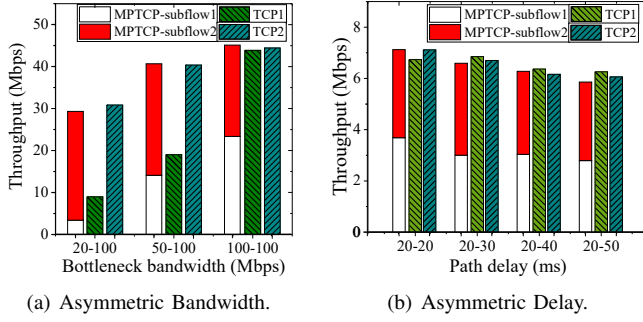 MPTCP-subflow1 TCP1
MPTCP-subflow2 TCP2
Throughput (Mbps)
50
40
30
20
10
0
20-100 50-100 100-100
Bottleneck bandwidth (Mbps)
(a) Asymmetric Bandwidth.
MPTCP-subflow1 TCP1
MPTCP-subflow2 TCP2
Throughput (Mbps)
8
6
4
2
0
20-20 20-30 20-40 20-50
Path delay (ms)
(b) Asymmetric Delay.